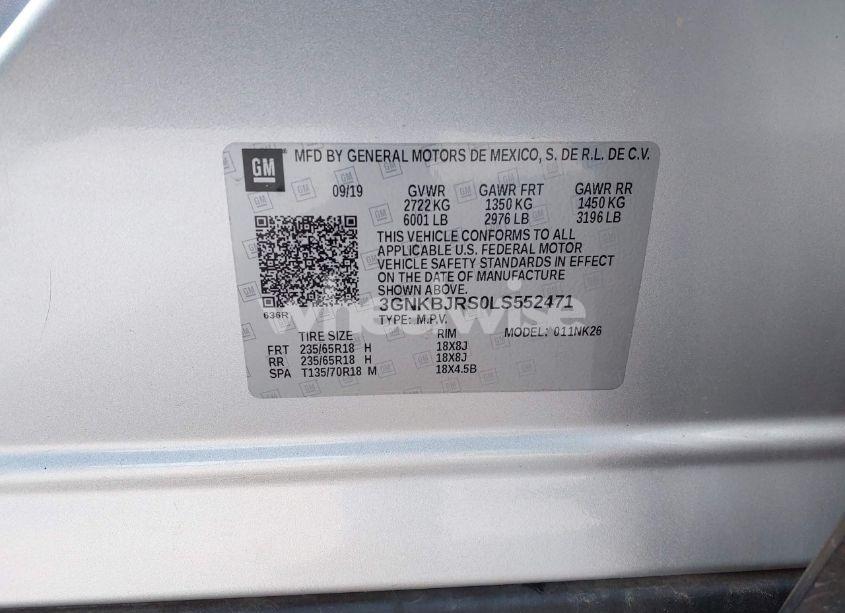 GM MFD BY GENERAL MOTORS DE MEXICO, S. DE R.L. DE C.V.
09/19 GVWR GAWR FRT GAWR RR
2722 KG 1350 KG 1450 KG
6001 LB 2976 LB 3196 LB
THIS VEHICLE CONFORMS TO ALL
APPLICABLE U.S. FEDERAL MOTOR
VEHICLE SAFETY STANDARDS IN EFFECT
ON THE DATE OF MANUFACTURE
SHOWN ABOVE.
3GNKBJRS0LS552471
636R TYPE: M.P.V.
TIRE SIZE RIM MODEL: 011NK26
FRT 235/65R18 H 18X8J
RR 235/65R18 H 18X8J
SPA T135/70R18 M 18X4.5B
wheelwise